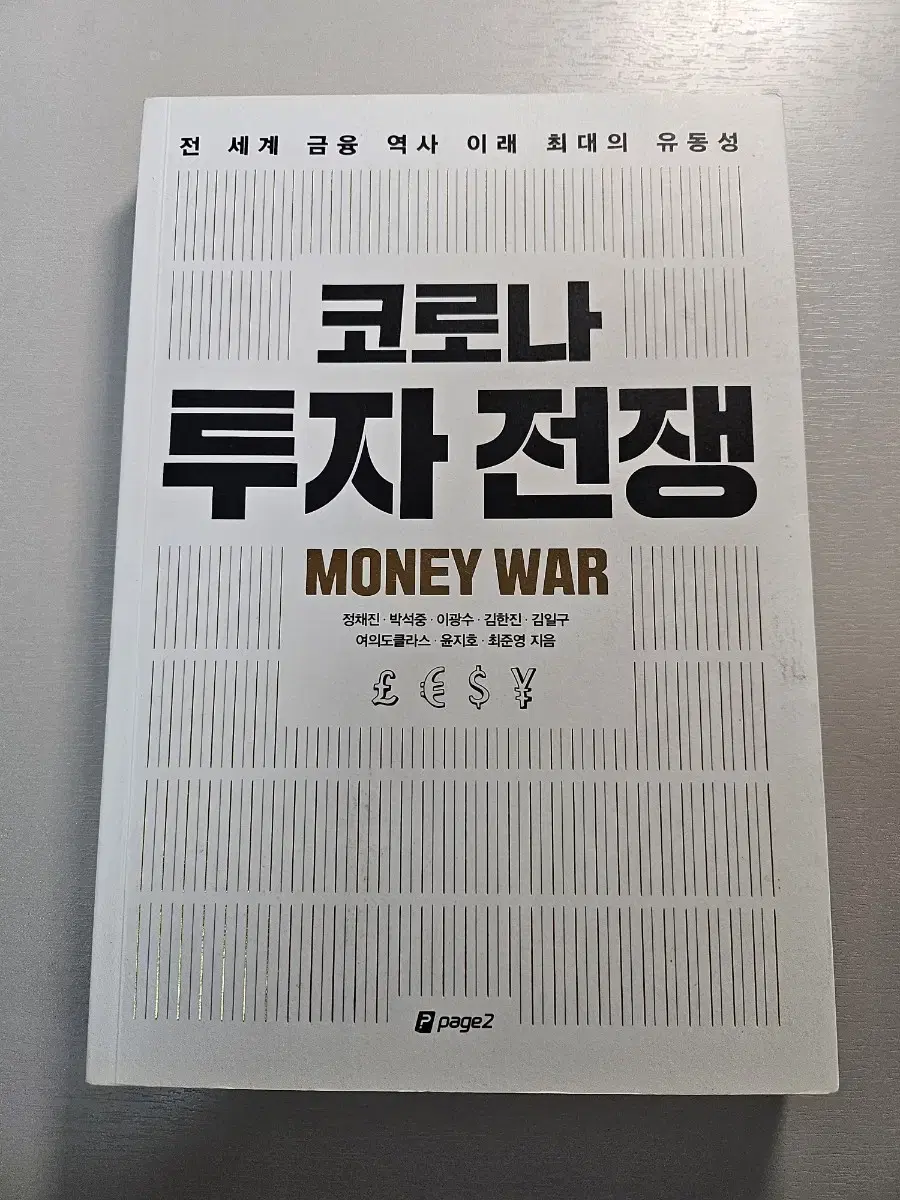 전 세계 금융 역사 이래 최대의 유동성
코로나
투자 전쟁
MONEY WAR
정채진 · 박석중 · 이광수 · 김한진 · 김일구
여의도클라스 · 윤지호 · 최준영 지음
£ € $ ¥
page2